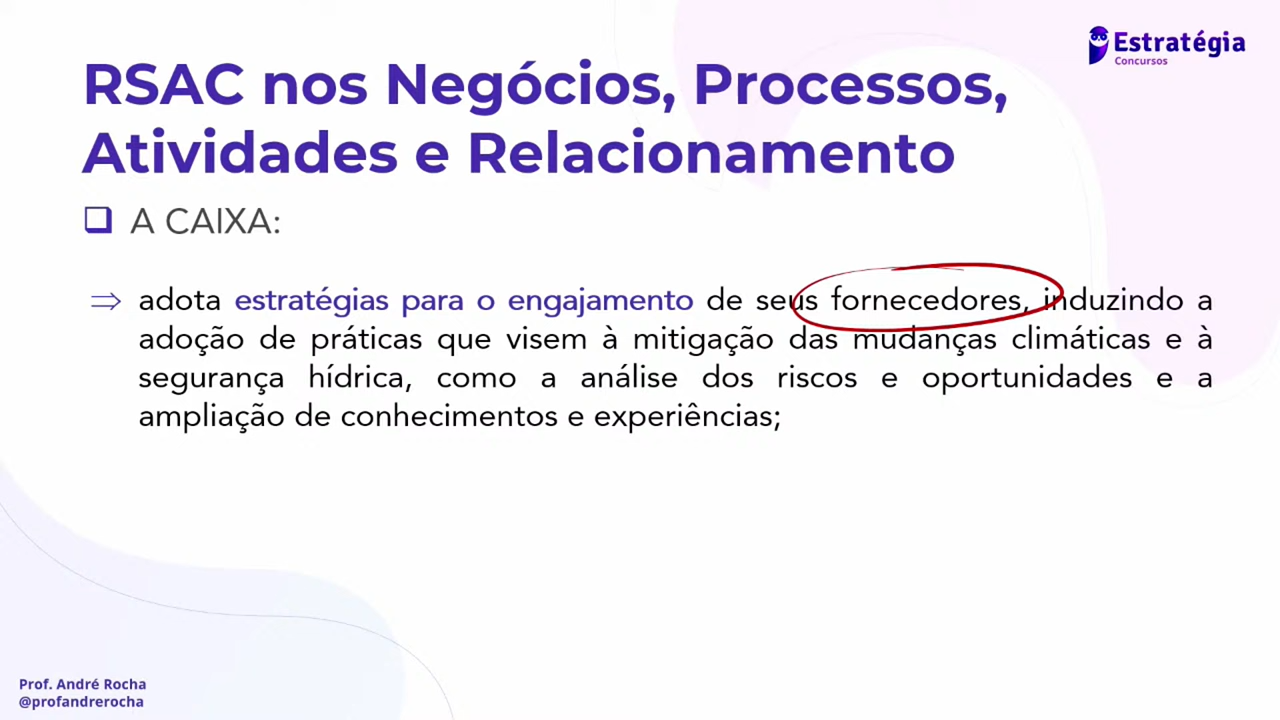 Estratégia
Concursos
RSAC nos Negócios, Processos,
Atividades e Relacionamento
A CAIXA:
adota estratégias para o engajamento de seus fornecedores, induzindo a
adoção de práticas que visem à mitigação das mudanças climáticas e à
segurança hídrica, como a análise dos riscos e oportunidades e a
ampliação de conhecimentos e experiências;
Prof. André Rocha
@profandrerocha